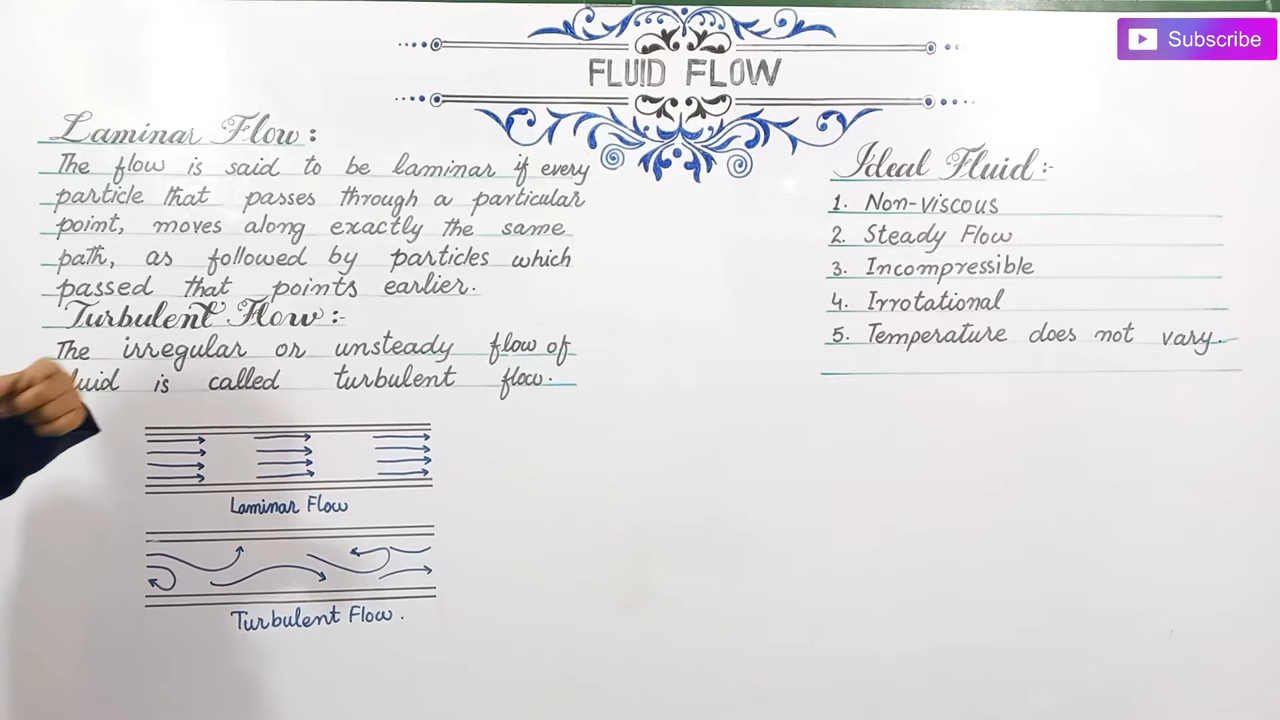 Subscribe
FLUID FLOW
Laminar Flow:
The flow is said to be laminar if every
particle that passes through a particular
point, moves along exactly the same
path, as followed by particles which
passed that points earlier.
Turbulent Flow:-
The irregular or unsteady flow of
is called turbulent flow.
Laminar Flow
Turbulent Flow.
Ideal Fluid:-
1. Non-viscous
2. Steady Flow
3. Incompressible
4. Irrotational
5. Temperature does not vary.